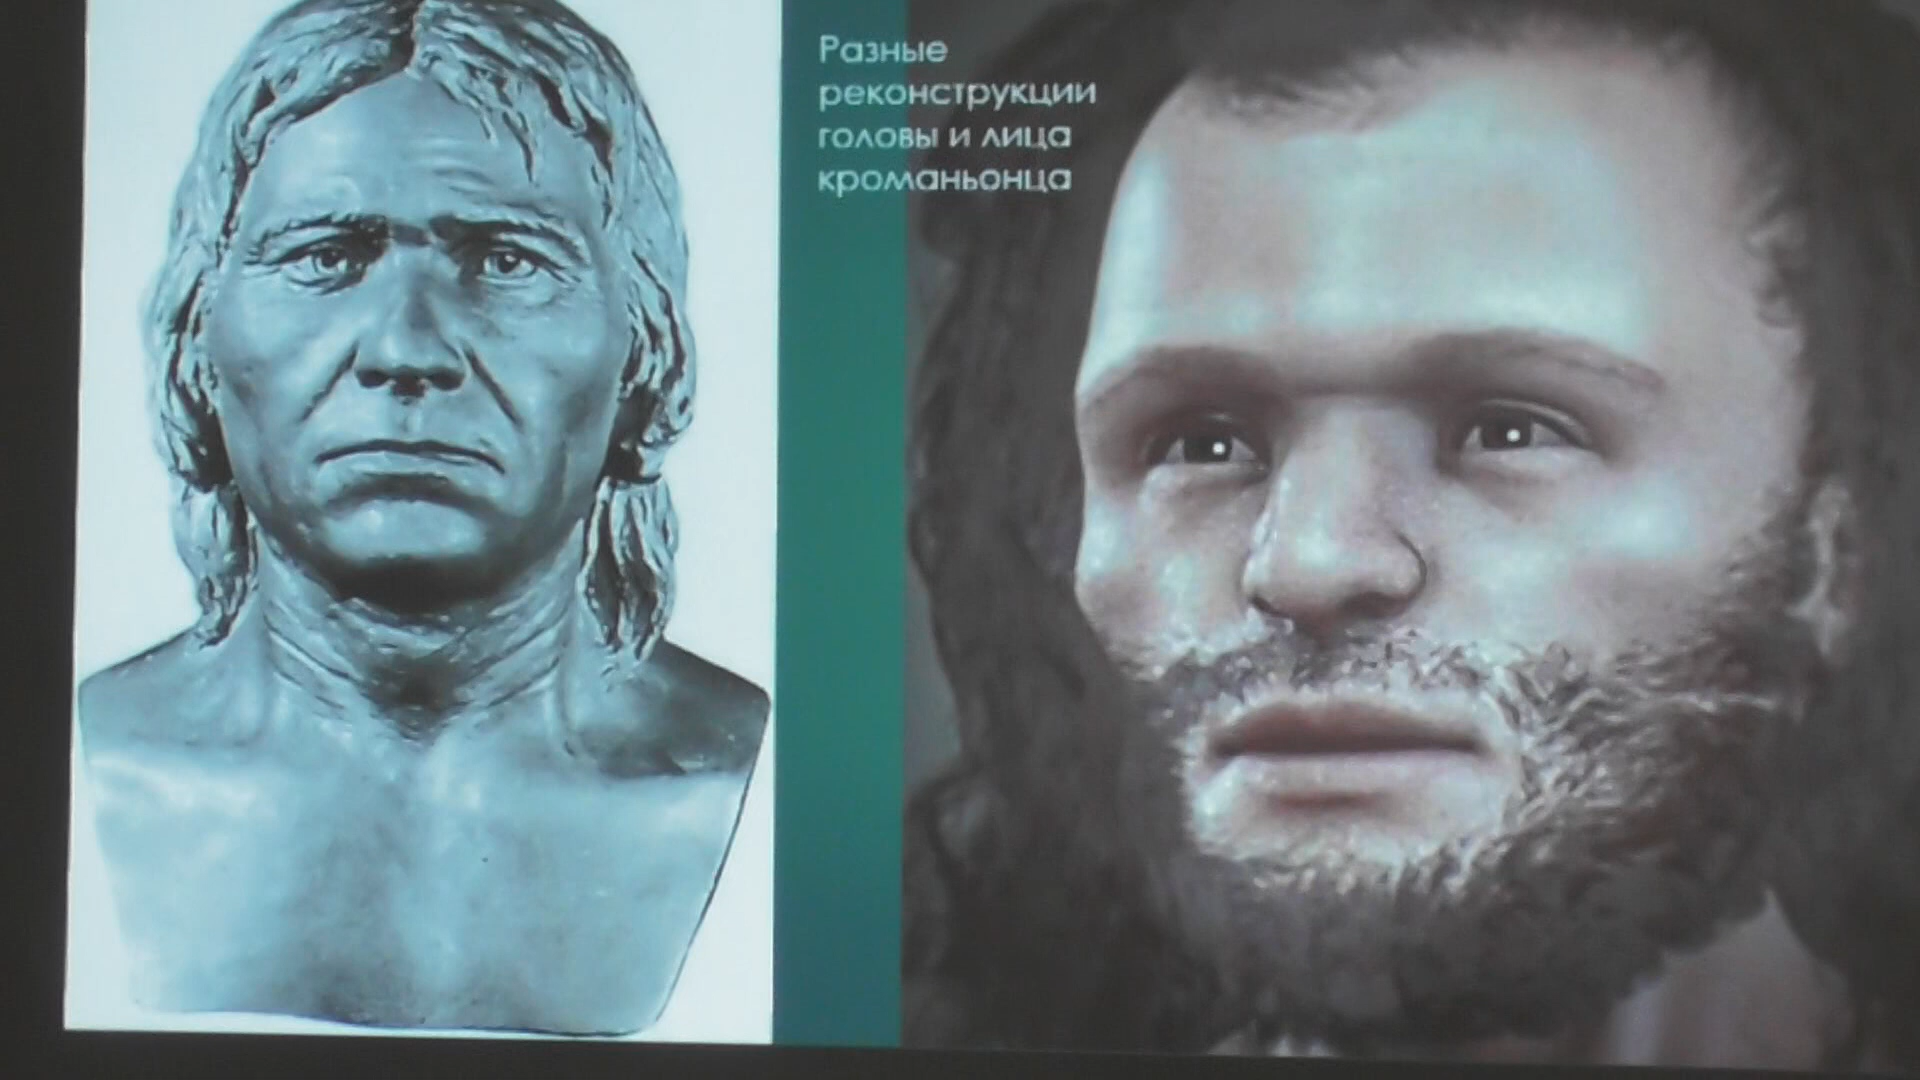 Разные
реконструкции
головы и лица
кроманьонца